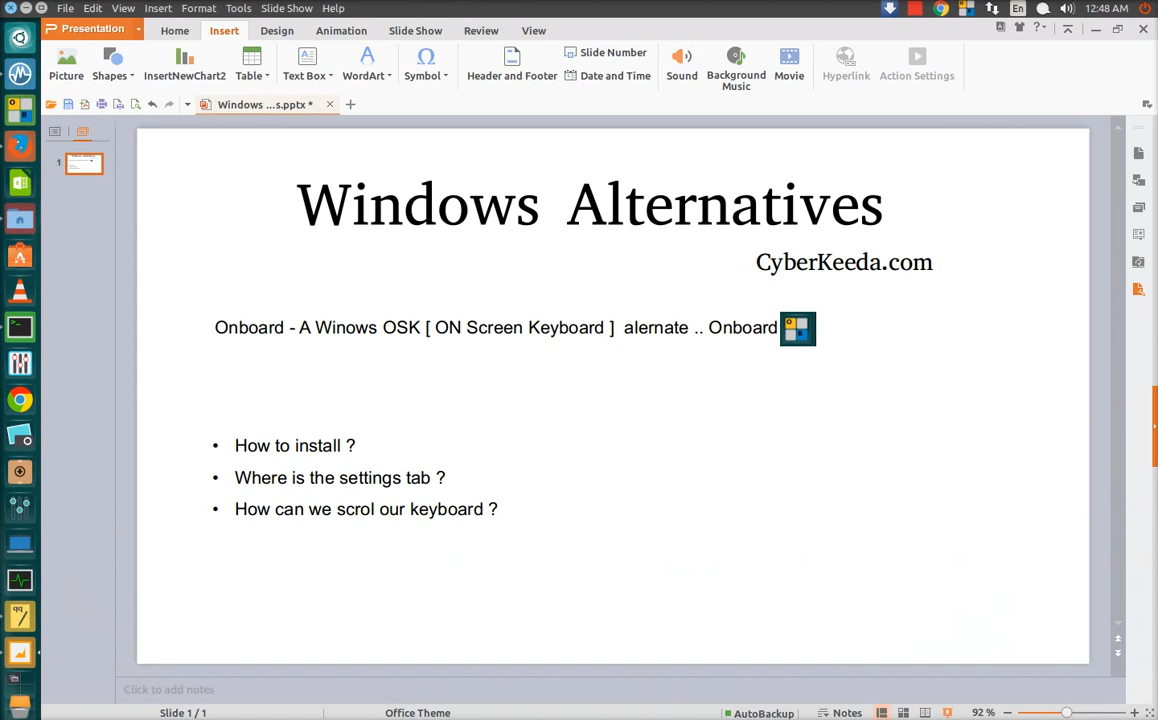 File Edit View Insert Format Tools Slide Show Help En 12:48 AM
Presentation Home Insert Design Animation Slide Show Review View
Picture Shapes InsertNewChart2 Table Text Box WordArt Symbol Header and Footer Slide Number Date and Time Sound Background Music Movie Hyperlink Action Settings
Windows ...s.pptx *
1
Windows Alternatives
CyberKeeda.com
Onboard - A Winows OSK [ ON Screen Keyboard ] alernate .. Onboard
• How to install ?
• Where is the settings tab ?
• How can we scrol our keyboard ?
Click to add notes
Slide 1 / 1 Office Theme AutoBackup Notes 92 %